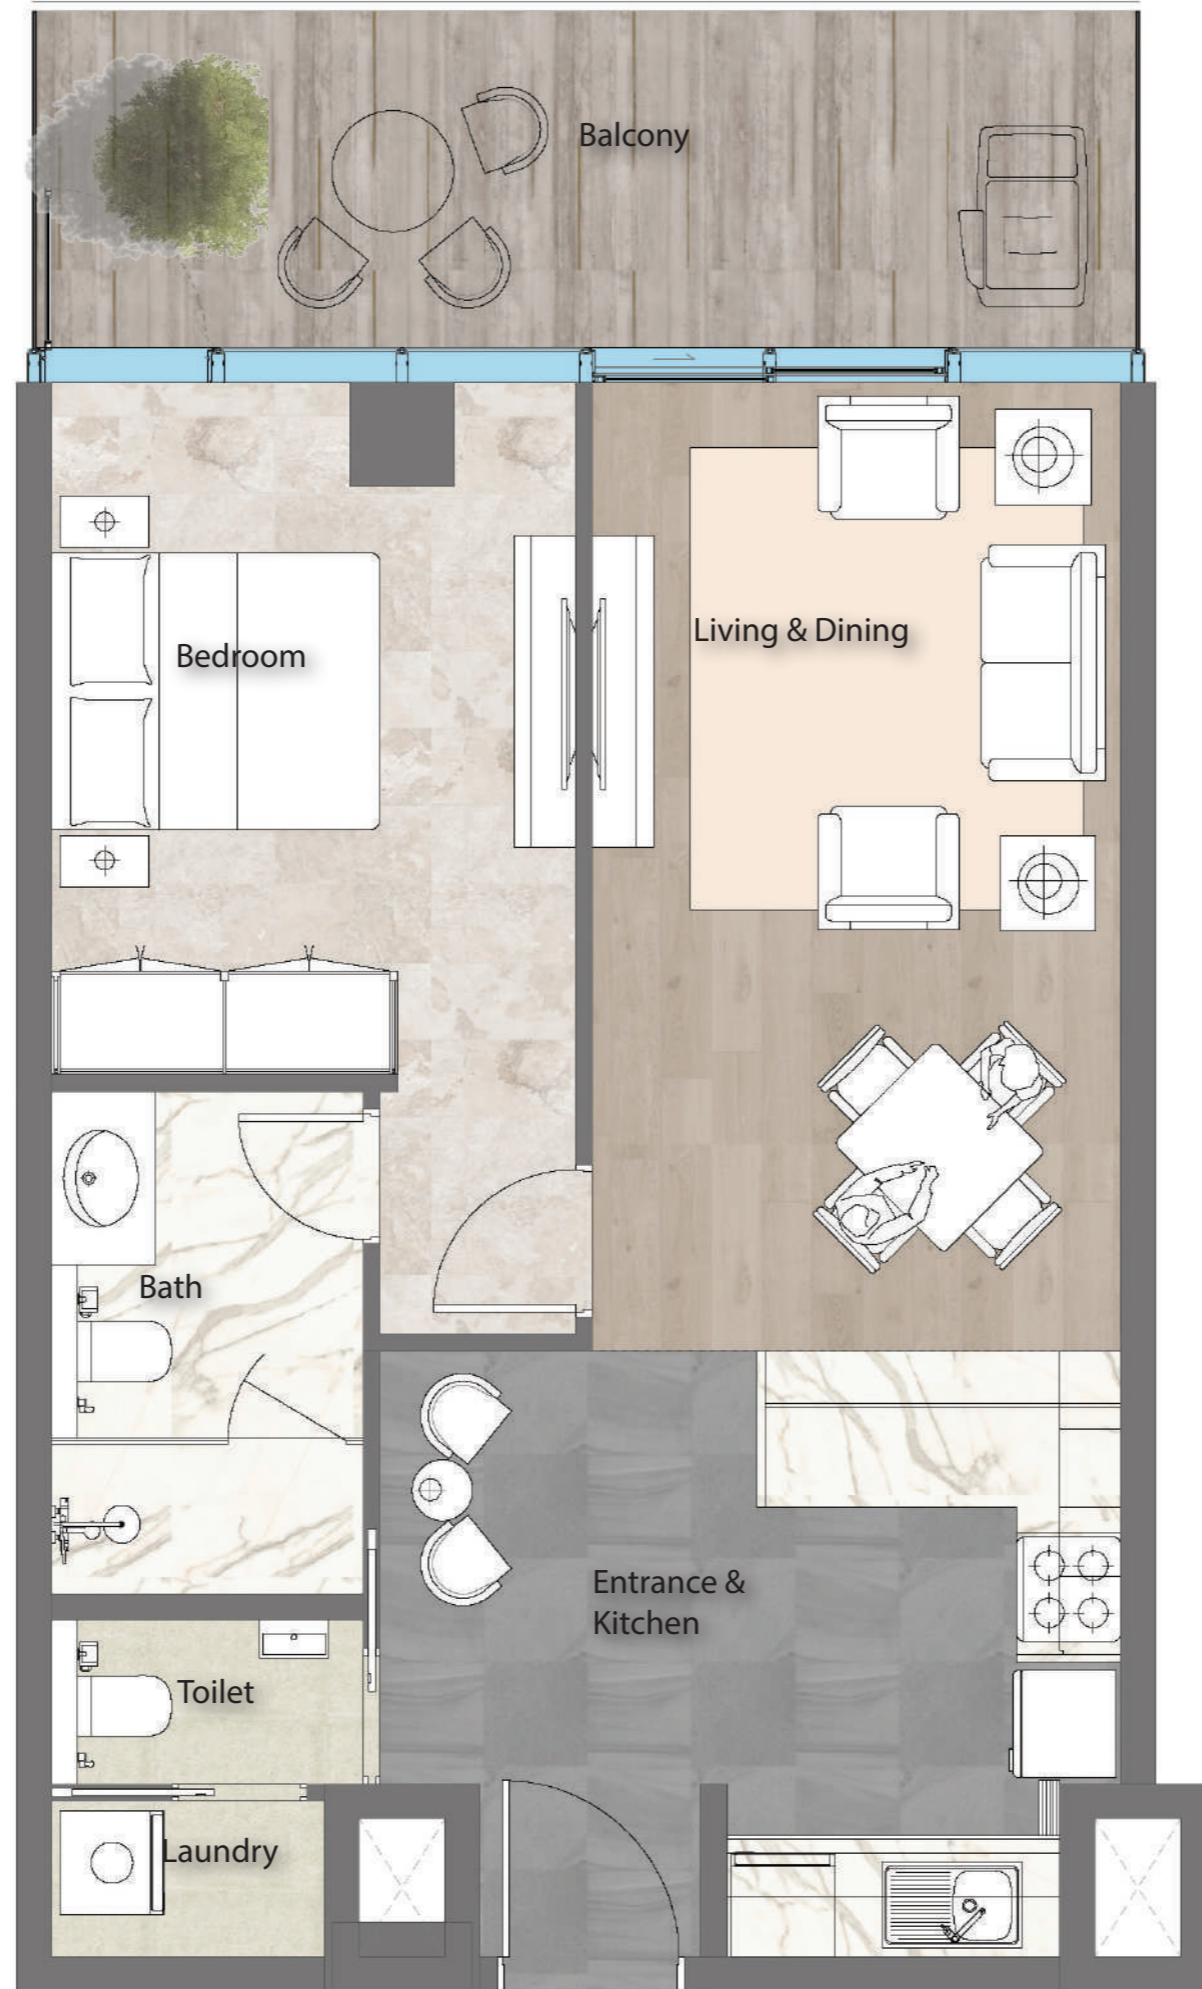 Balcony
Living & Dining
Bedroom
Bath
Entrance &
Kitchen
Toilet
Laundry